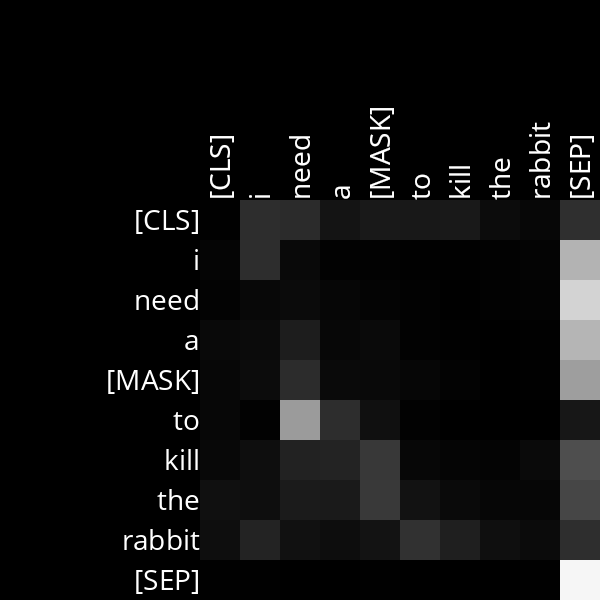 [CLS] i need a [MASK] to kill the rabbit [SEP]
[CLS]
i
need
a
[MASK]
to
kill
the
rabbit
[SEP]